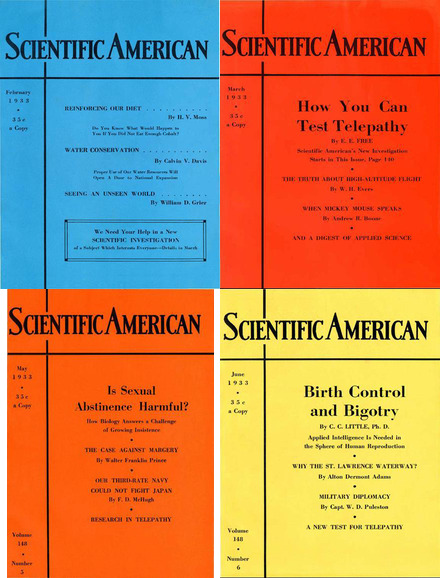 SCIENTIFIC AMERICAN
February
1933
•
35c
a Copy
REINFORCING OUR DIET . . . . . . . . . .
By H. V. Moss
Do You Know What Would Happen to
You If You Did Not Eat Enough Cobalt?
WATER CONSERVATION . . . . . . . . .
By Calvin V. Davis
Proper Use of Our Water Resources Will
Open A Door to National Expansion
SEEING AN UNSEEN WORLD . . . . . . . .
By William D. Grier
We Need Your Help in a New
SCIENTIFIC INVESTIGATION
of a Subject Which Interests Everyone—Details in March
SCIENTIFIC AMERICAN
March
1933
•
35c
a Copy
How You Can
Test Telepathy
By E. E. FREE
Scientific American's New Investigation
Starts in This Issue, Page 140
•
THE TRUTH ABOUT HIGH-ALTITUDE FLIGHT
By W. H. Evers
•
WHEN MICKEY MOUSE SPEAKS
By Andrew R. Boone
•
AND A DIGEST OF APPLIED SCIENCE
SCIENTIFIC AMERICAN
May
1933
•
35c
a Copy
Is Sexual
Abstinence Harmful?
How Biology Answers a Challenge
of Growing Insistence
•
THE CASE AGAINST MARGERY
By Walter Franklin Prince
•
OUR THIRD-RATE NAVY
COULD NOT FIGHT JAPAN
By F. D. McHugh
•
RESEARCH IN TELEPATHY
Volume
148
•
Number
5
SCIENTIFIC AMERICAN
June
1933
•
35c
a Copy
Birth Control
and Bigotry
By C. C. LITTLE, Ph. D.
Applied Intelligence Is Needed in
the Sphere of Human Reproduction
•
WHY THE ST. LAWRENCE WATERWAY?
By Alton Dermont Adams
•
MILITARY DIPLOMACY
By Capt. W. D. Puleston
•
A NEW TEST FOR TELEPATHY
Volume
148
•
Number
6